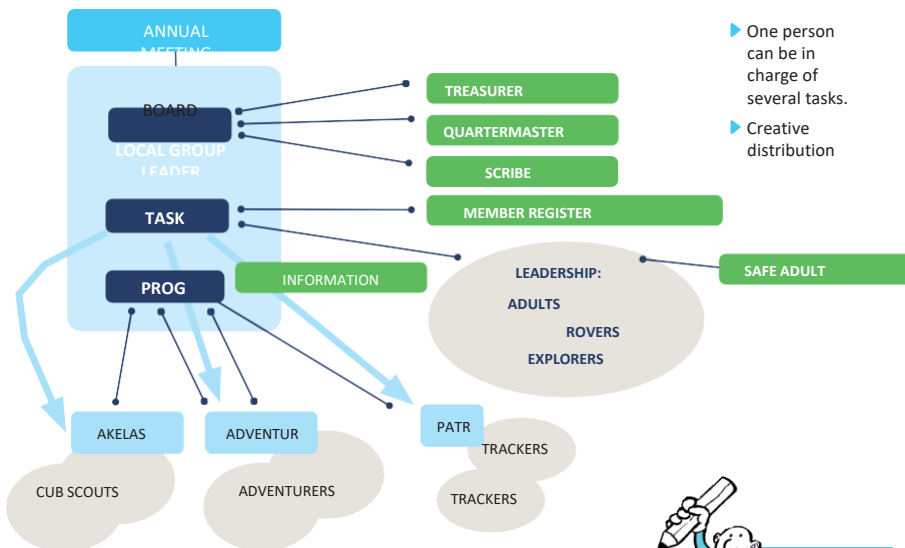 ANNUAL
MEETING
BOARD
LOCAL GROUP
LEADER
TASK
PROG
TREASURER
QUARTERMASTER
SCRIBE
MEMBER REGISTER
INFORMATION
LEADERSHIP:
ADULTS
ROVERS
EXPLORERS
SAFE ADULT
One person
can be in
charge of
several tasks.
Creative
distribution
AKELAS
ADVENTUR
PATR
CUB SCOUTS
ADVENTURERS
TRACKERS
TRACKERS